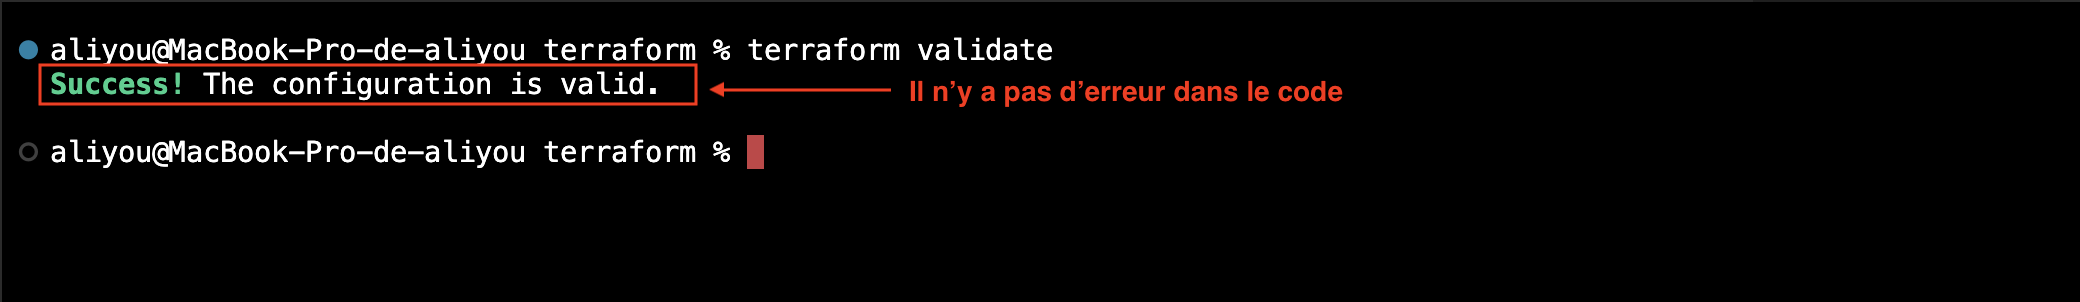 aliyou@MacBook-Pro-de-aliyou terraform % terraform validate
Success! The configuration is valid.
Il n’y a pas d’erreur dans le code
aliyou@MacBook-Pro-de-aliyou terraform %